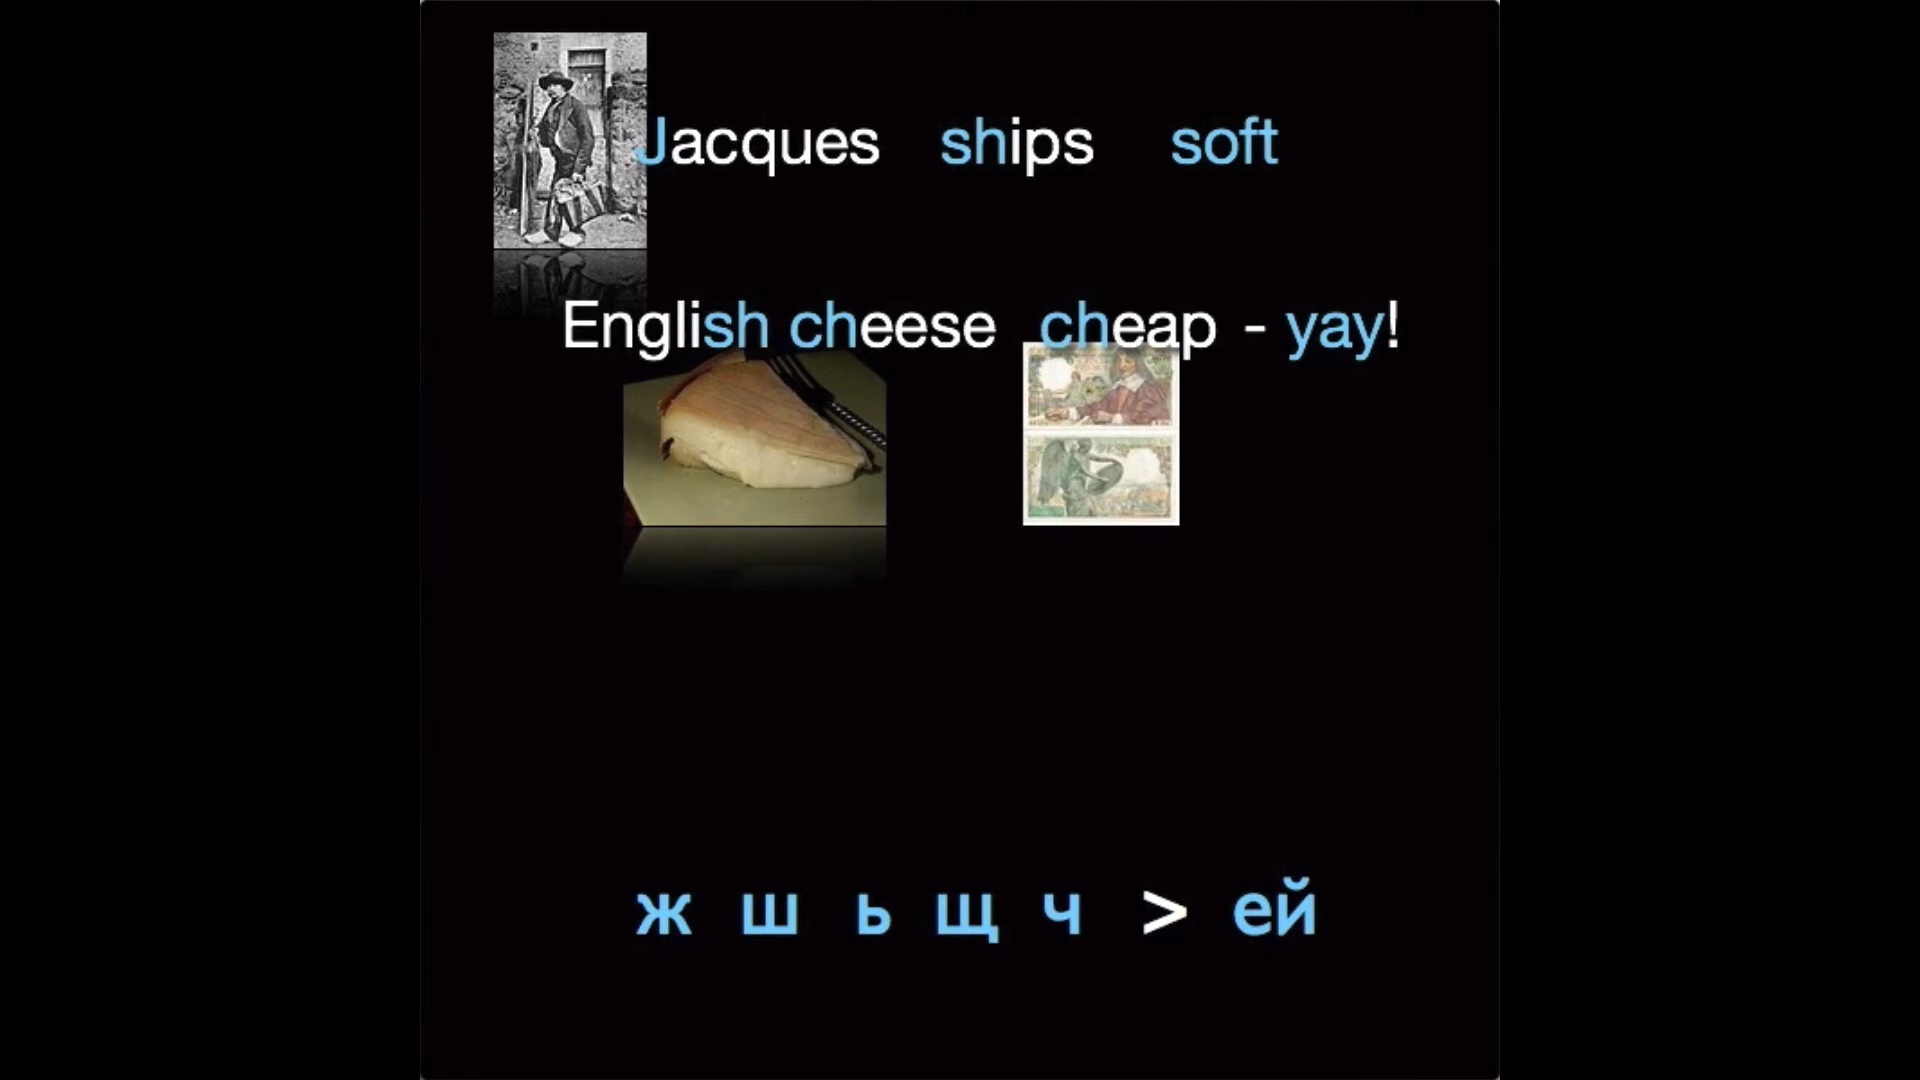 Jacques ships soft
English cheese cheap - yay!
ж ш ь щ ч > ей